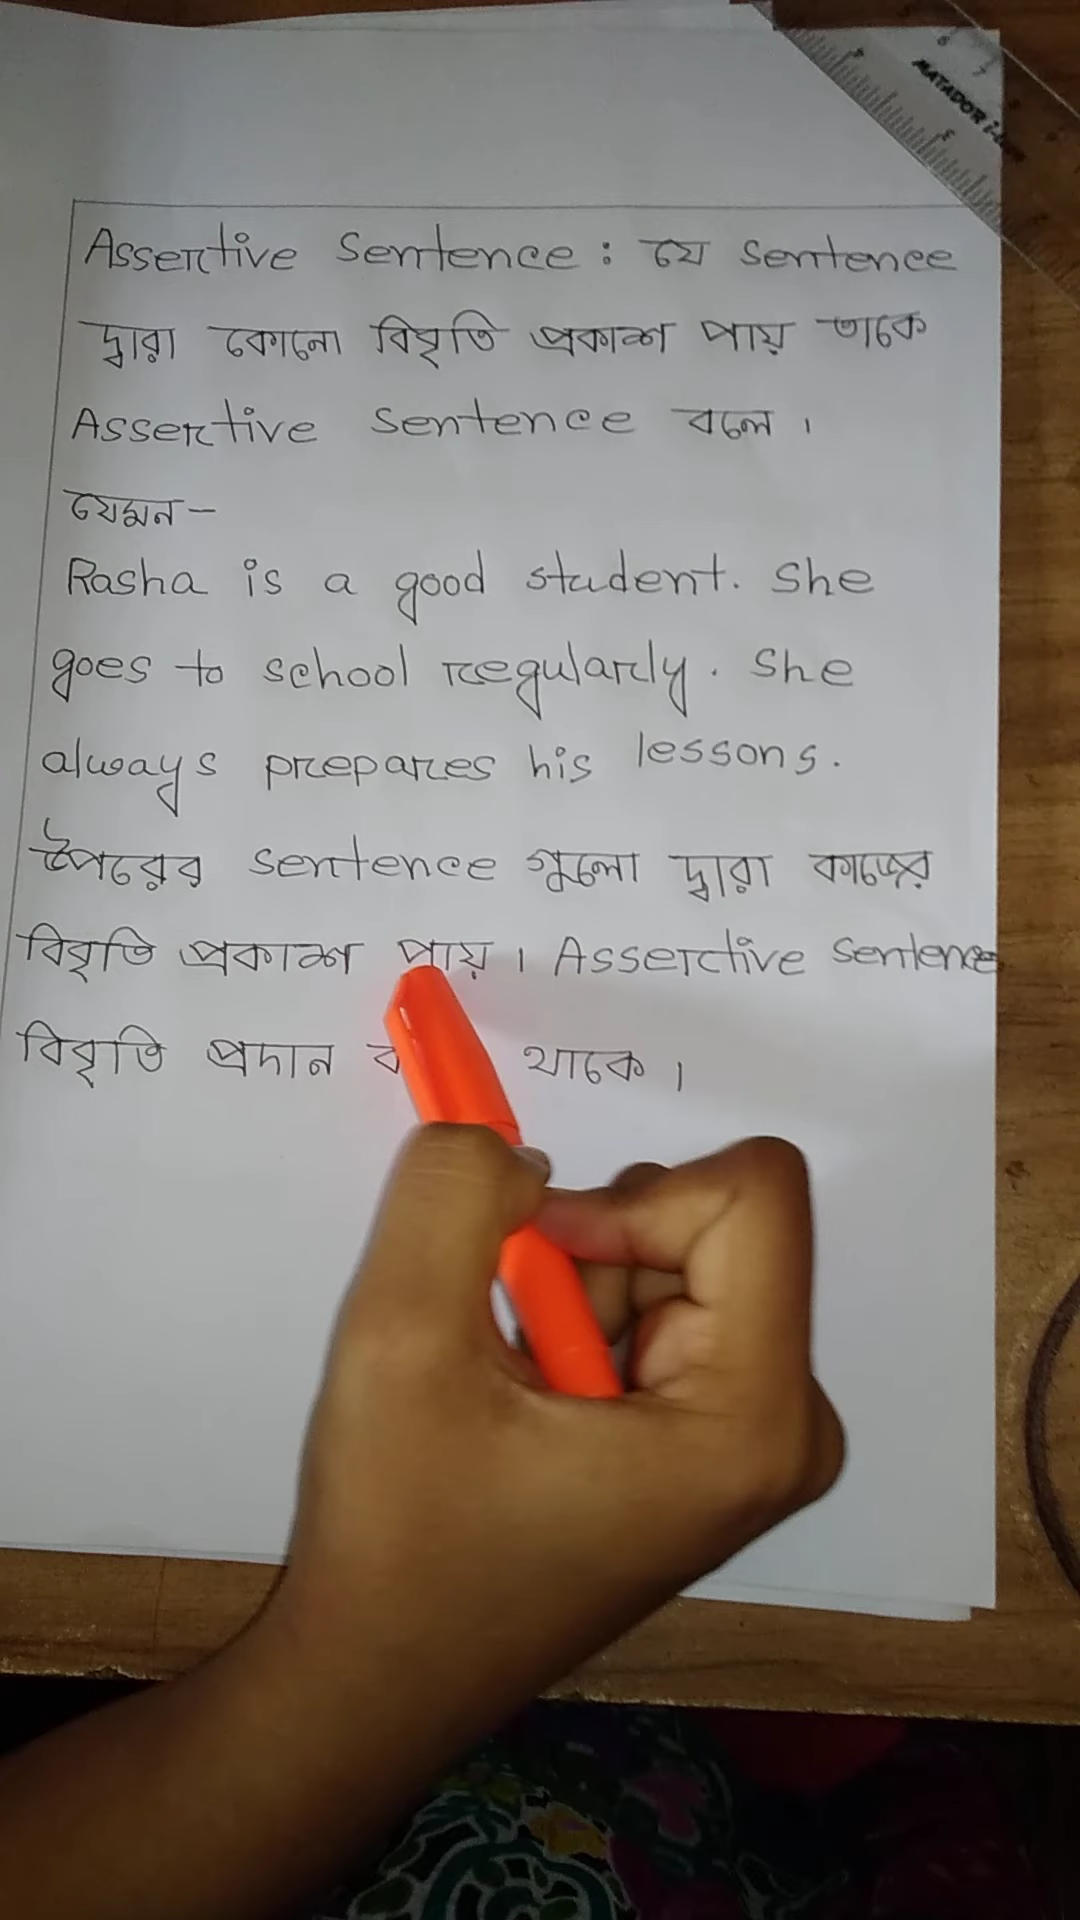 MATADOR i-
Assertive Sentence : যে Sentence
দ্বারা কোনো বিবৃতি প্রকাশ পায় তাকে
Assertive Sentence বলে ।
যেমন-
Rasha is a good student. She
goes to school regularly. She
always prepares his lessons.
উপরের Sentence গুলো দ্বারা কাজের
বিবৃতি প্রকাশ পায় । Assertive Sentence
বিবৃতি প্রদান থাকে ।